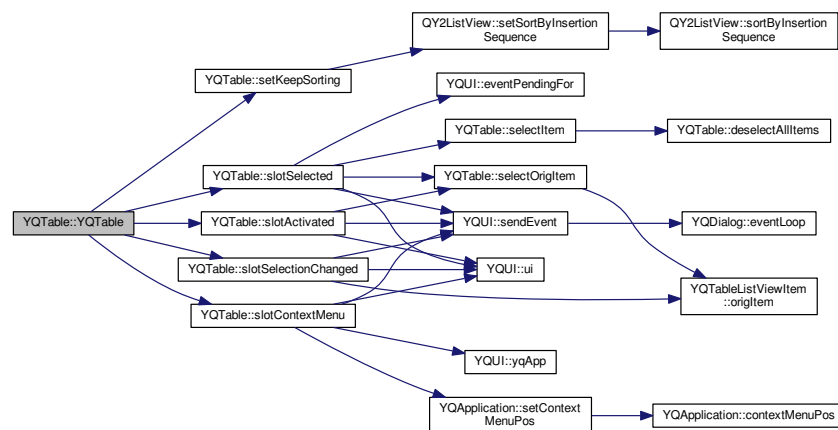 QY2ListView::setSortByInsertion
Sequence
QY2ListView::sortByInsertion
Sequence
YQTable::setKeepSorting
YQUI::eventPendingFor
YQTable::selectItem
YQTable::deselectAllItems
YQTable::slotSelected
YQTable::selectOrigItem
YQTable::YQTable
YQTable::slotActivated
YQUI::sendEvent
YQDialog::eventLoop
YQTable::slotSelectionChanged
YQUI::ui
YQTableListViewItem
::origItem
YQTable::slotContextMenu
YQUI::yqApp
YQApplication::setContext
MenuPos
YQApplication::contextMenuPos